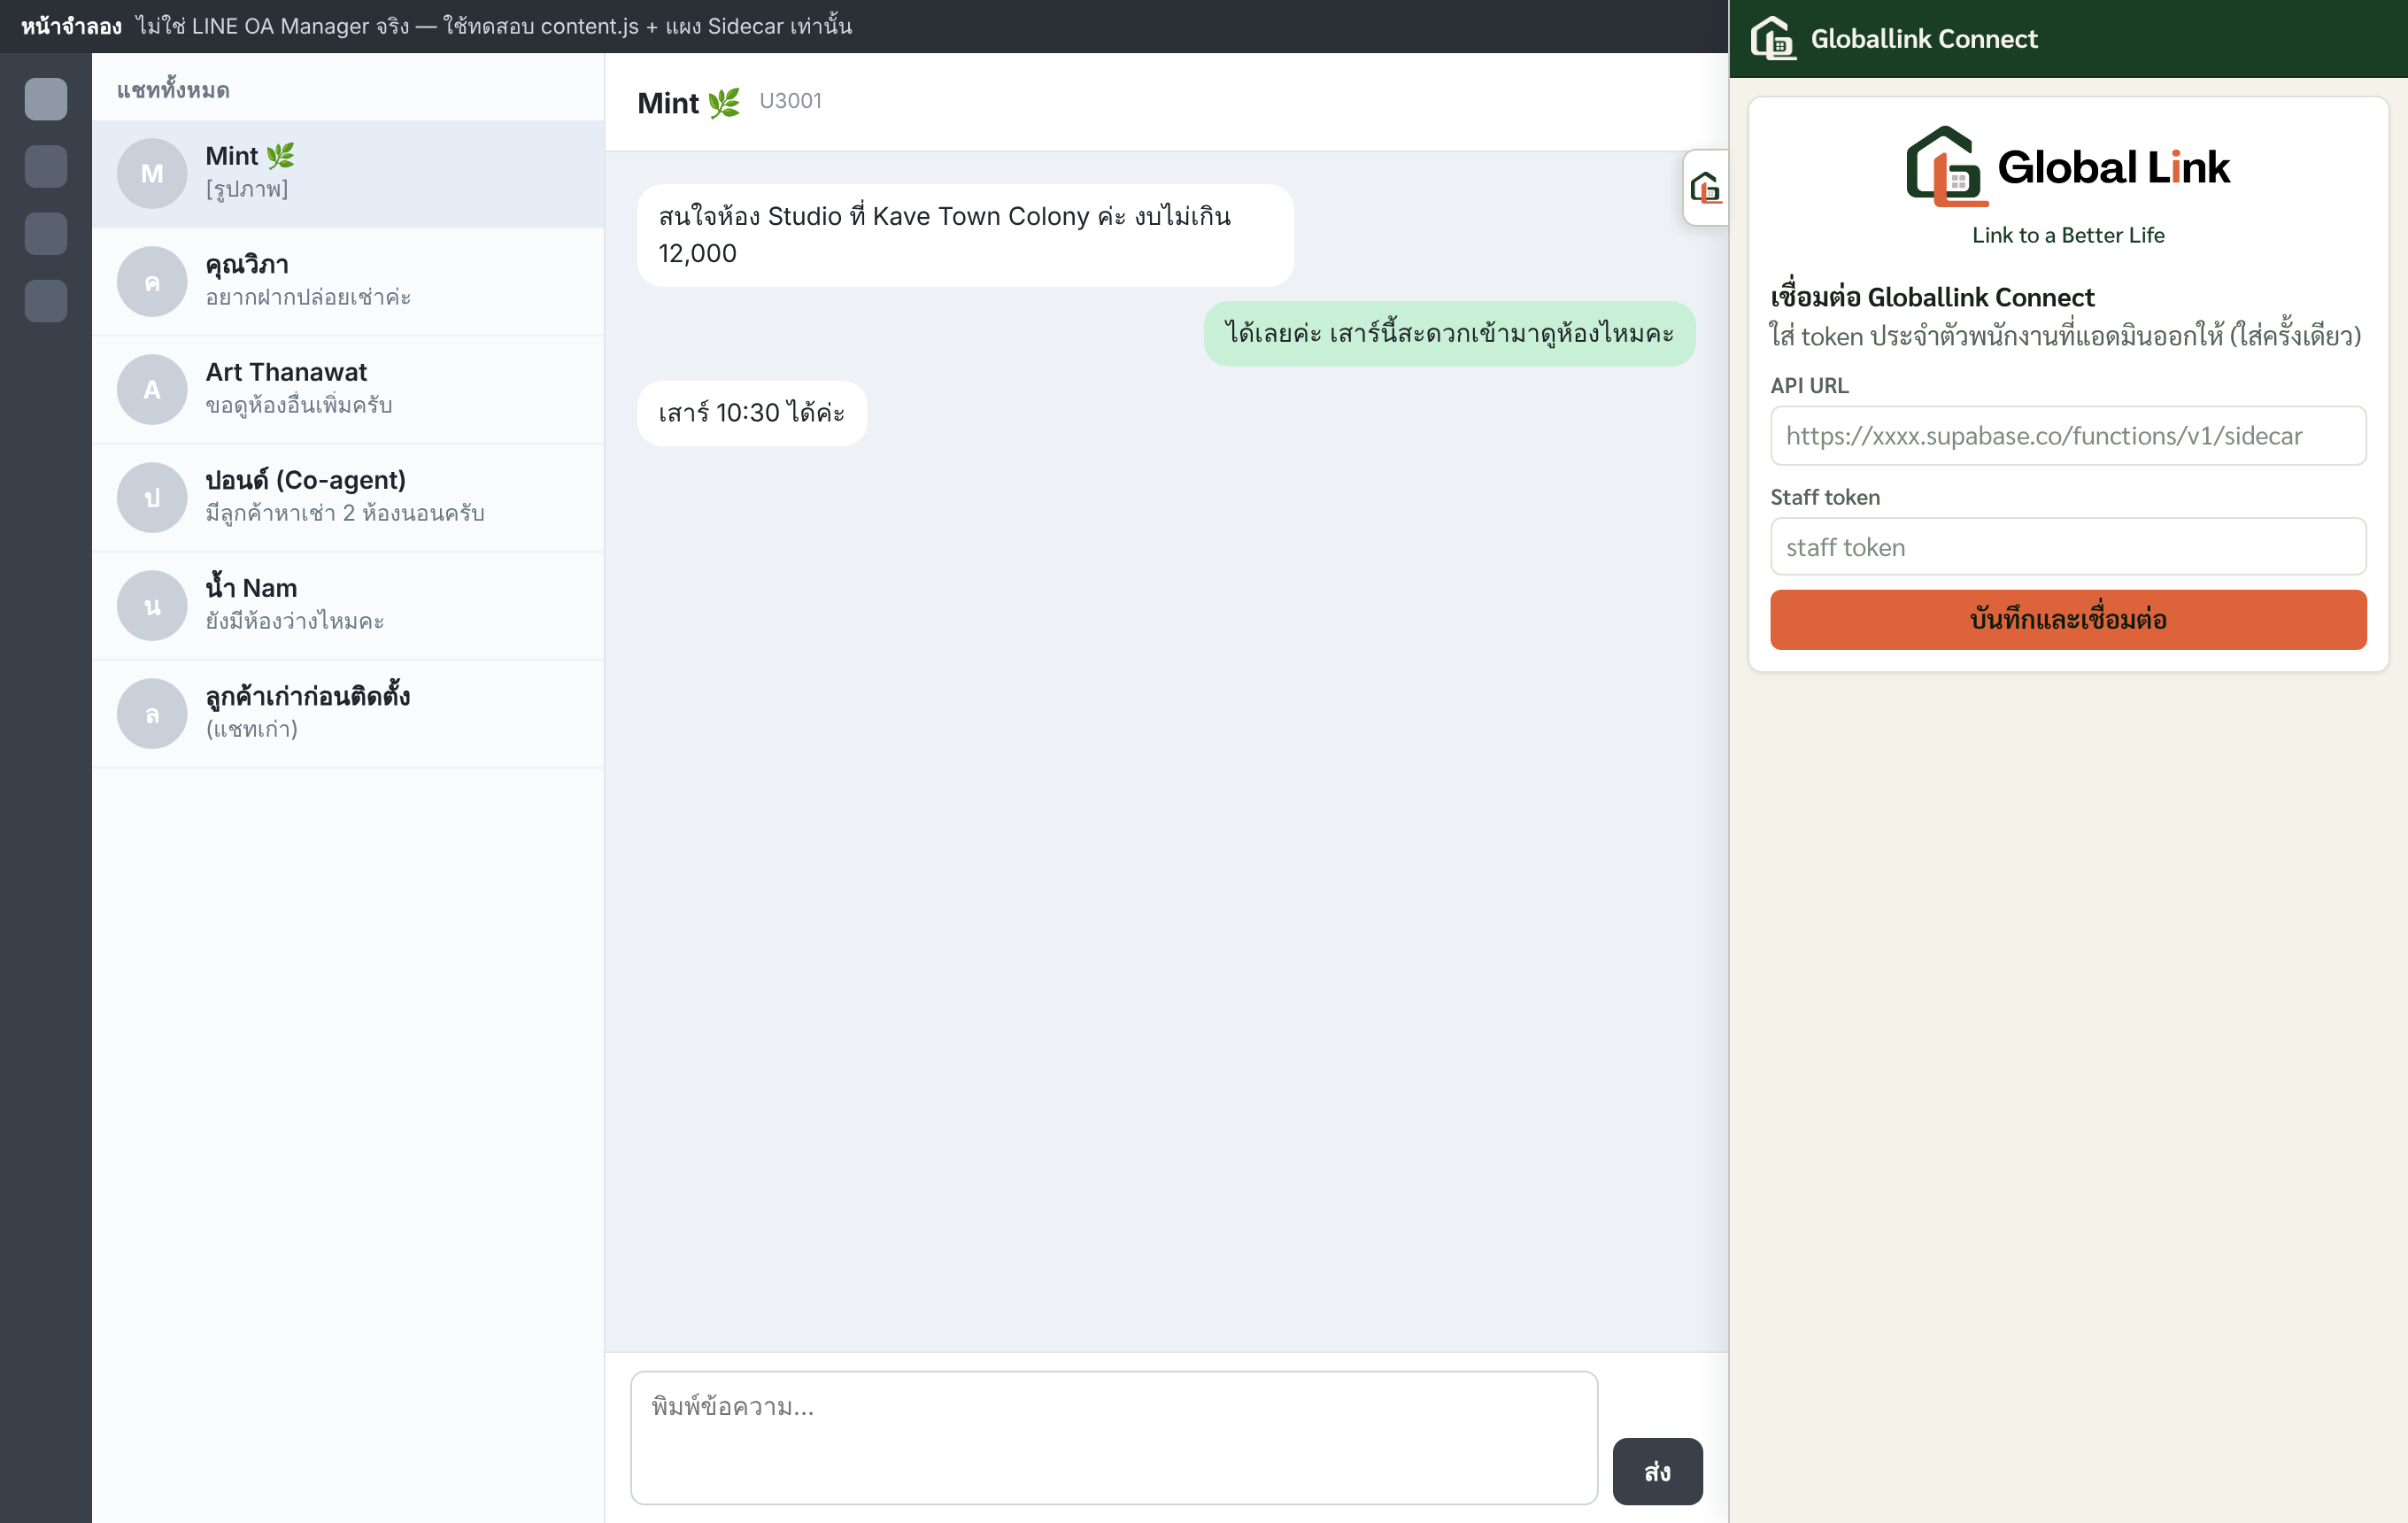 หน้าจำลอง ไม่ใช่ LINE OA Manager จริง — ใช้ทดสอบ content.js + แผง Sidecar เท่านั้น
แชททั้งหมด
M
Mint 🌿
[รูปภาพ]
ค
คุณวิภา
อยากฝากปล่อยเช่าค่ะ
A
Art Thanawat
ขอดูห้องอื่นเพิ่มครับ
ป
ปอนด์ (Co-agent)
มีลูกค้าหาเช่า 2 ห้องนอนครับ
น
น้ำ Nam
ยังมีห้องว่างไหมคะ
ล
ลูกค้าเก่าก่อนติดตั้ง
(แชทเก่า)
Mint 🌿 U3001
สนใจห้อง Studio ที่ Kave Town Colony ค่ะ งบไม่เกิน
12,000
ได้เลยค่ะ เสาร์นี้สะดวกเข้ามาดูห้องไหมคะ
เสาร์ 10:30 ได้ค่ะ
พิมพ์ข้อความ...
ส่ง
Globallink Connect
Global Link
Link to a Better Life
เชื่อมต่อ Globallink Connect
ใส่ token ประจำตัวพนักงานที่แอดมินออกให้ (ใส่ครั้งเดียว)
API URL
https://xxxx.supabase.co/functions/v1/sidecar
Staff token
staff token
บันทึกและเชื่อมต่อ